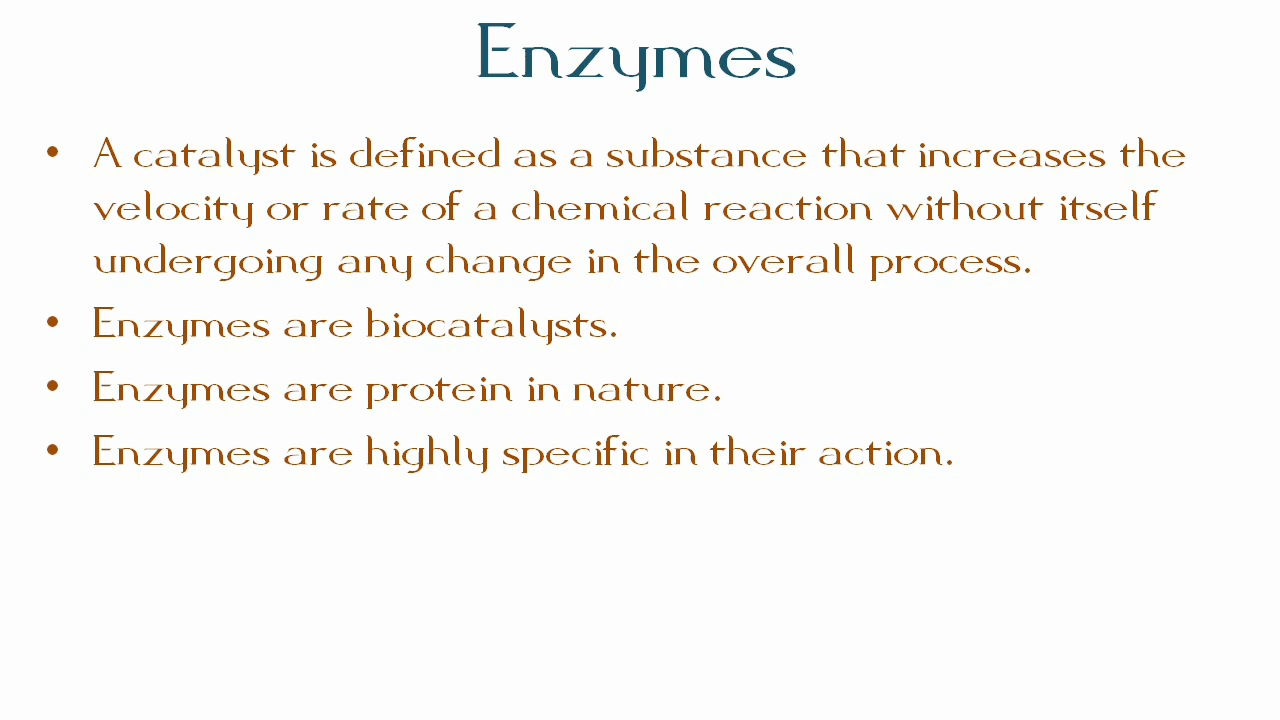 Enzymes
• A catalyst is defined as a substance that increases the
velocity or rate of a chemical reaction without itself
undergoing any change in the overall process.
• Enzymes are biocatalysts.
• Enzymes are protein in nature.
• Enzymes are highly specific in their action.